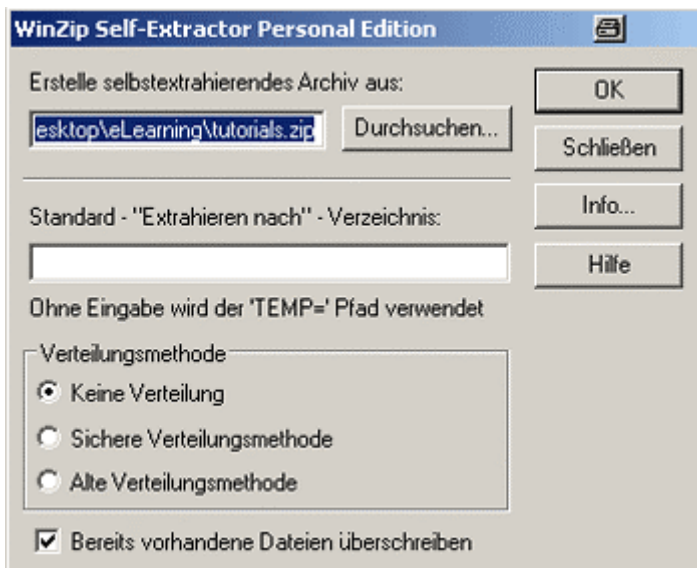 WinZip Self-Extractor Personal Edition
Erstelle selbstextrahierendes Archiv aus:
OK
esktop\eLearning\tutorials.zip
Durchsuchen...
Schließen
Standard - "Extrahieren nach" - Verzeichnis:
Info...
Hilfe
Ohne Eingabe wird der 'TEMP=' Pfad verwendet
Verteilungsmethode
Keine Verteilung
Sichere Verteilungsmethode
Alte Verteilungsmethode
Bereits vorhandene Dateien überschreiben